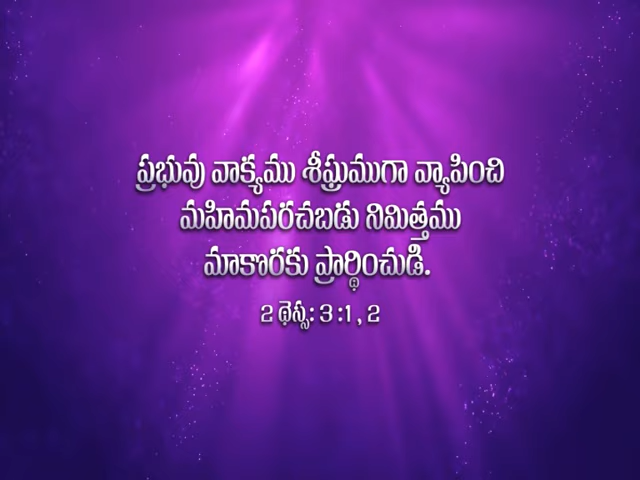 ప్రభువు వాక్యము శీఘ్రముగా వ్యాపించి
మహిమపరచబడు నిమిత్తము
మాకొరకు ప్రార్థించుడి.
2 థెస్స: 3 :1 , 2